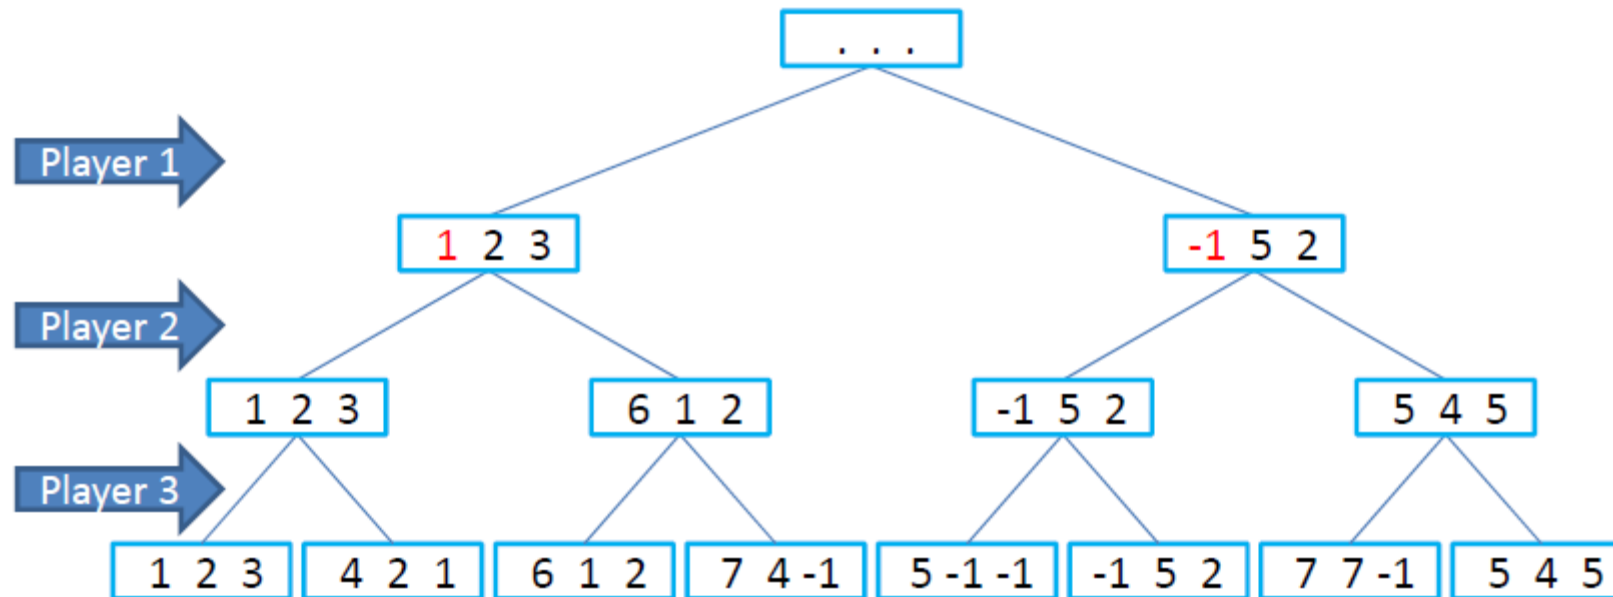 . . .
Player 1
1 2 3
-1 5 2
Player 2
1 2 3
6 1 2
-1 5 2
5 4 5
Player 3
1 2 3
4 2 1
6 1 2
7 4 -1
5 -1 -1
-1 5 2
7 7 -1
5 4 5